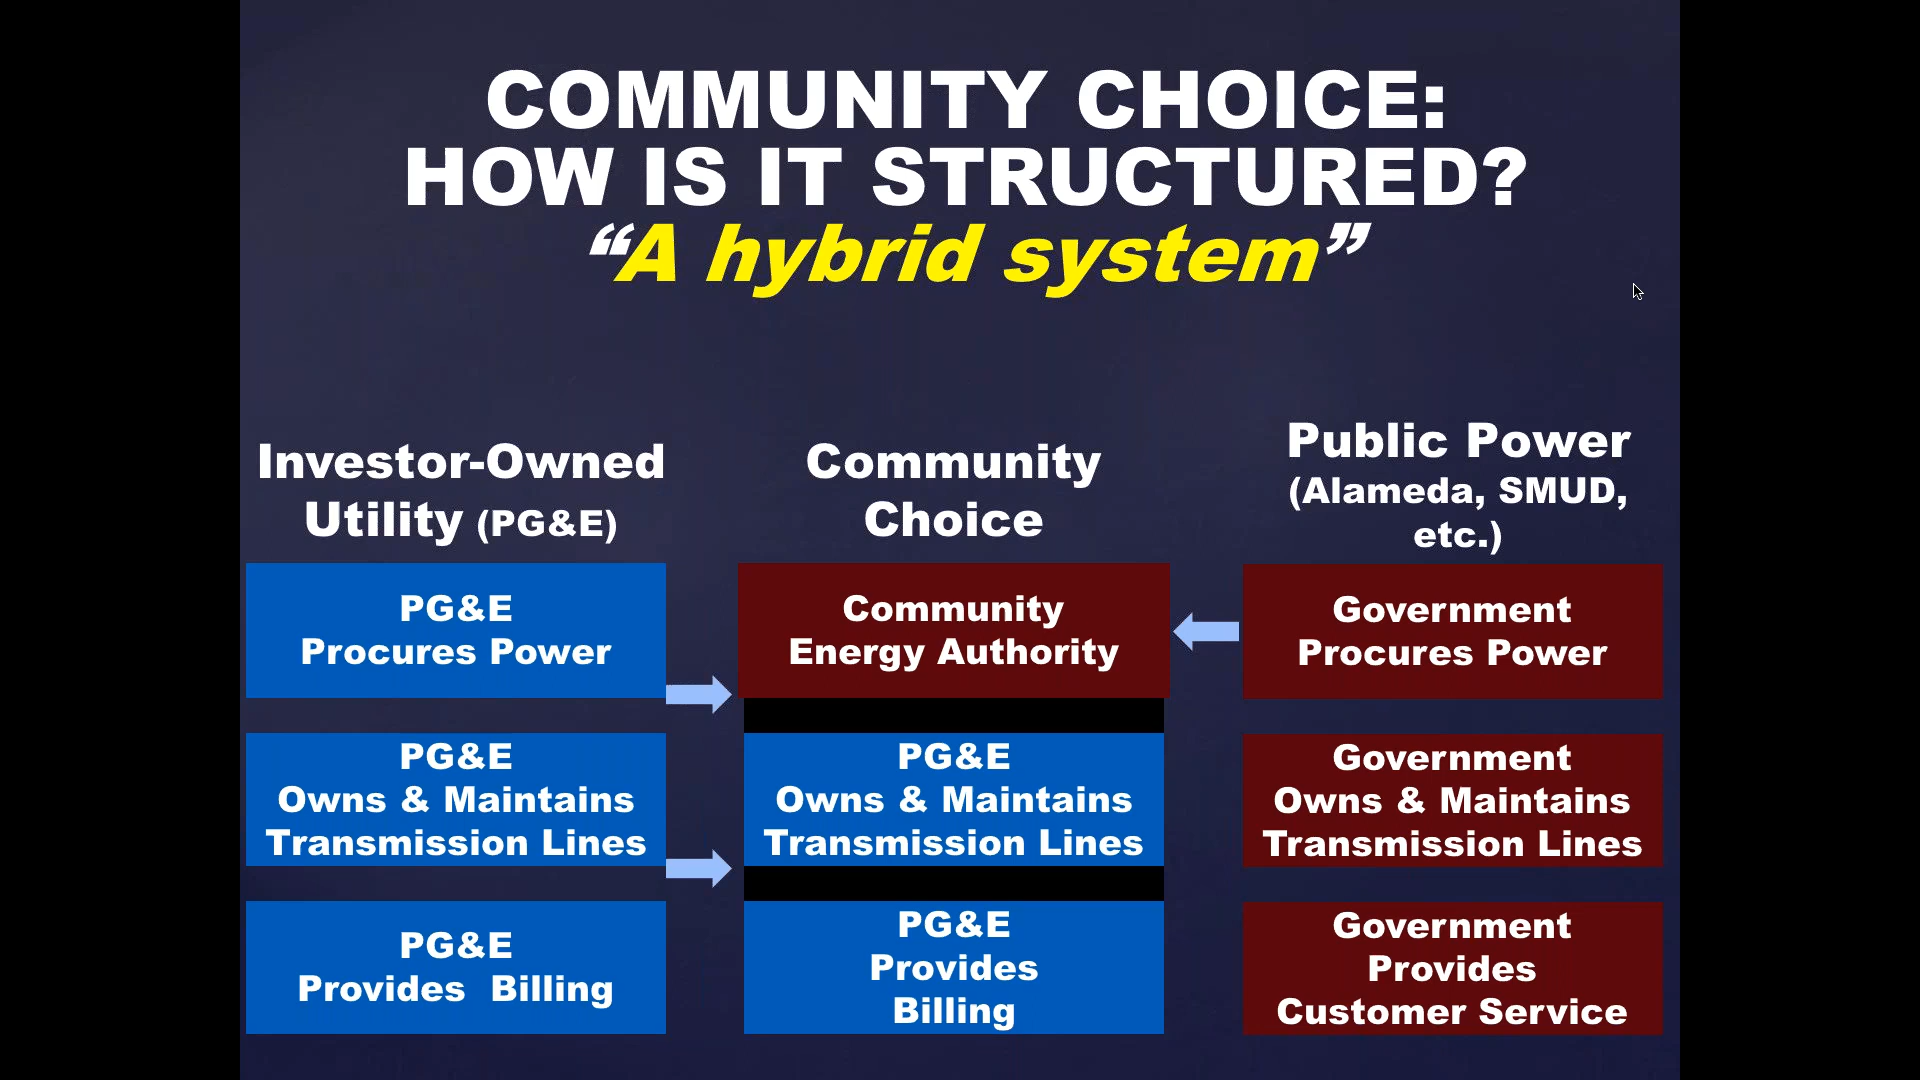 COMMUNITY CHOICE:
HOW IS IT STRUCTURED?
“A hybrid system”
Investor-Owned
Utility (PG&E)
PG&E
Procures Power
PG&E
Owns & Maintains
Transmission Lines
PG&E
Provides  Billing
Community
Choice
Community
Energy Authority
PG&E
Owns & Maintains
Transmission Lines
PG&E
Provides
Billing
Public Power
(Alameda, SMUD,
etc.)
Government
Procures Power
Government
Owns & Maintains
Transmission Lines
Government
Provides
Customer Service